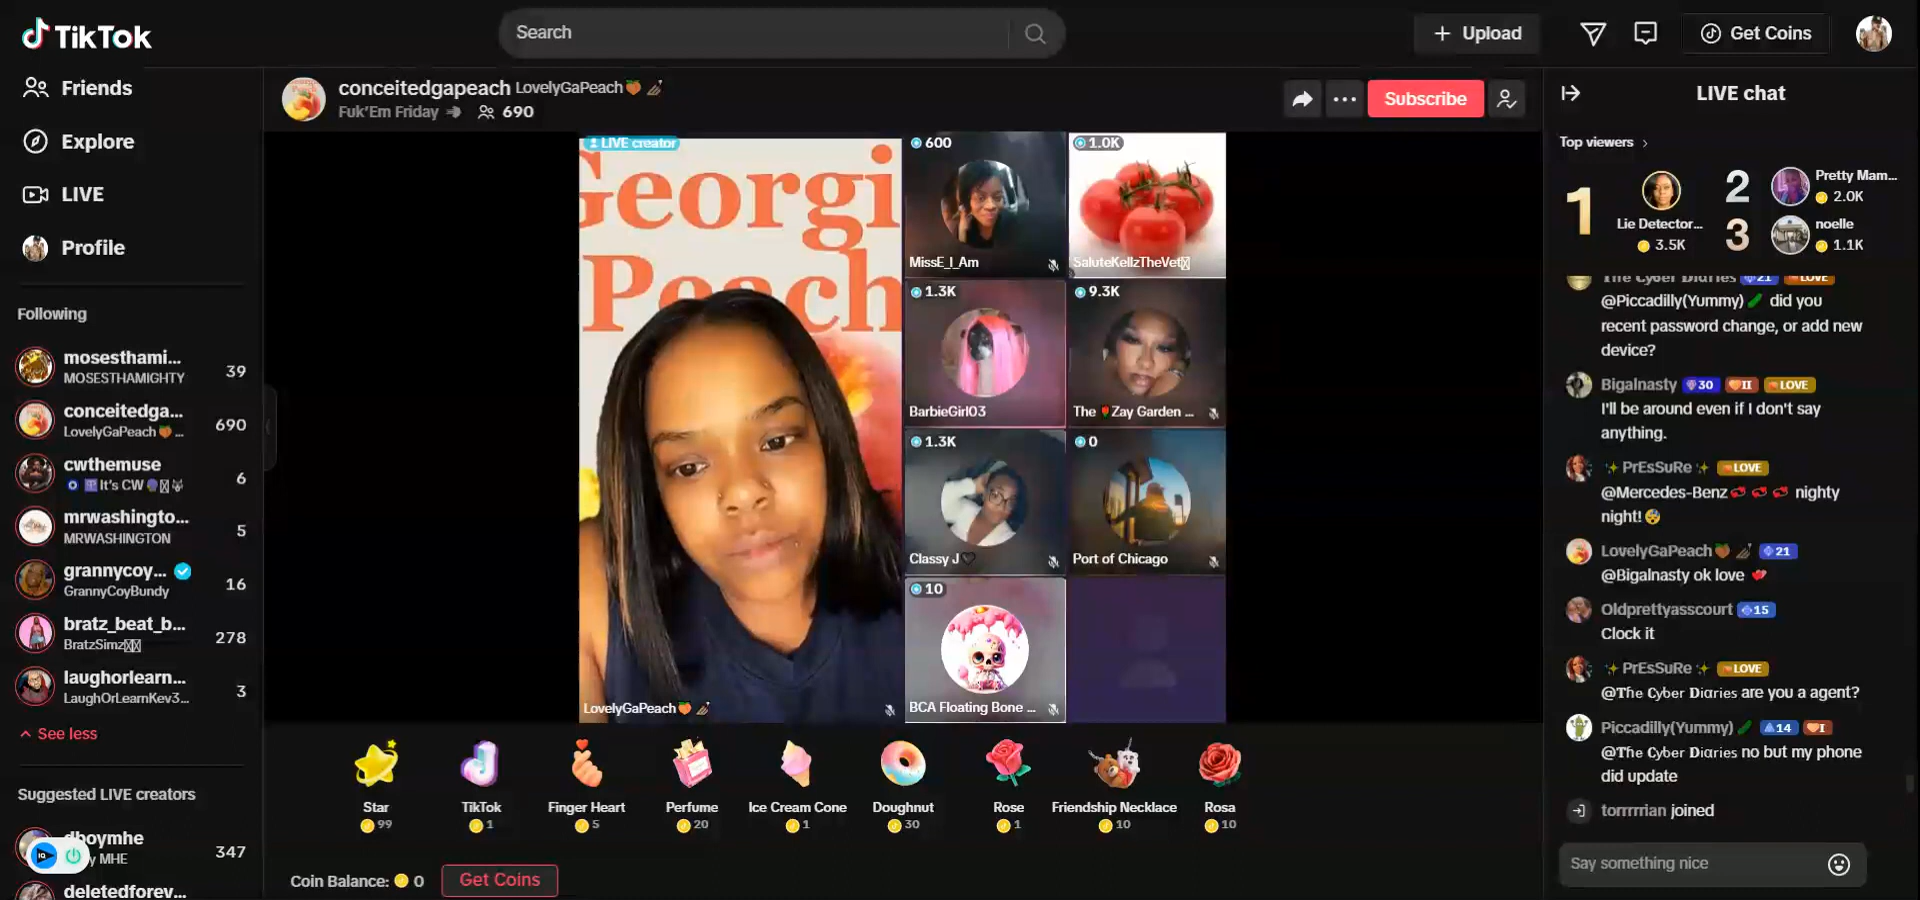 TikTok
Search
Upload
Get Coins
Friends
Explore
LIVE
Profile
Following
mosesthami...
MOSESTHAMIGHTY
39
conceitedga...
LovelyGaPeach🍑 ...
690
cwthemuse
It's CW
6
mrwashingto...
MRWASHINGTON
5
grannycoy...
GrannyCoyBundy
16
bratz_beat_b...
BratzSimz
278
laughorlearn...
LaughOrLearnKev3...
3
See less
Suggested LIVE creators
dboymhe
y MHE
347
deletedforev...
conceitedgapeach LovelyGaPeach🍑💅🏾
Fuk'Em Friday
690
Subscribe
LIVE creator
Georgi
Peach
LovelyGaPeach🍑💅🏾
600
MissE_I_Am
1.0K
SaluteKellzTheVet
1.3K
BarbieGirl03
9.3K
The 🌹Zay Garden ...
1.3K
Classy J🖤
0
Port of Chicago
10
BCA Floating Bone ...
Star
99
TikTok
1
Finger Heart
5
Perfume
20
Ice Cream Cone
1
Doughnut
30
Rose
1
Friendship Necklace
10
Rosa
10
Coin Balance: 0
Get Coins
LIVE chat
Top viewers
1
Lie Detector...
3.5K
2
Pretty Mam...
2.0K
3
noelle
1.1K
The Cyber Diaries 21 LOVE
@Piccadilly(Yummy)🥒 did you
recent password change, or add new
device?
Bigalnasty 30 II LOVE
I'll be around even if I don't say
anything.
✨PrEsSuRe✨ LOVE
@Mercedes-Benz💋💋💋 nighty
night!😴
LovelyGaPeach🍑💅🏾 21
@Bigalnasty ok love 💕
Oldprettyasscourt 15
Clock it
✨PrEsSuRe✨ LOVE
@The Cyber Diaries are you a agent?
Piccadilly(Yummy)🥒 14 I
@The Cyber Diaries no but my phone
did update
torrrrrian joined
Say something nice